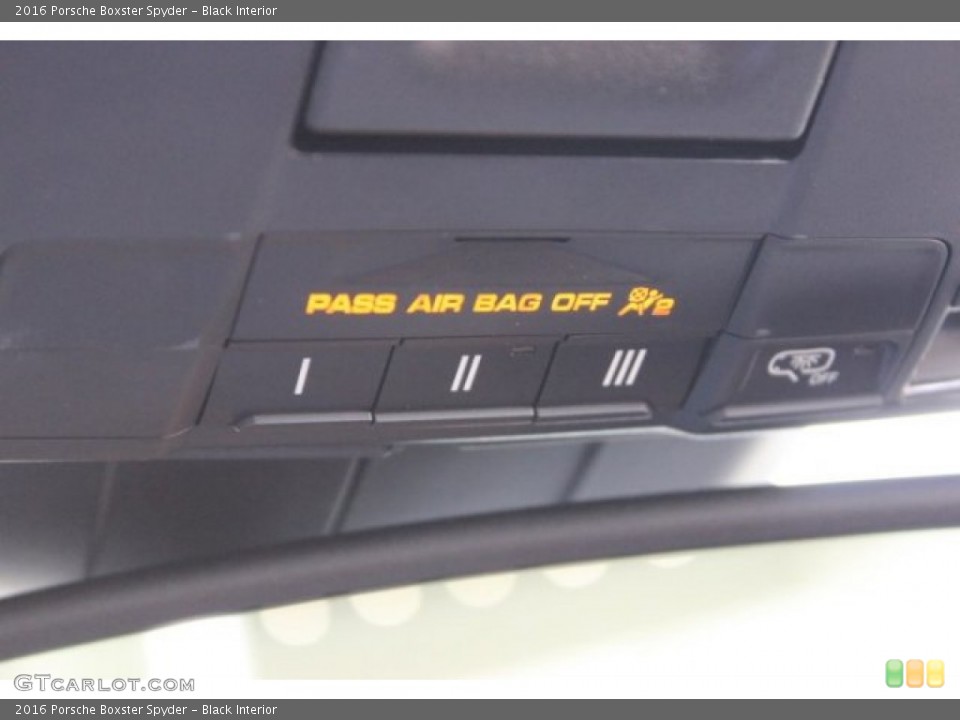 2016 Porsche Boxster Spyder - Black Interior
PASS AIR BAG OFF 2
I II III
OFF
GTCARLOT.COM
2016 Porsche Boxster Spyder - Black Interior